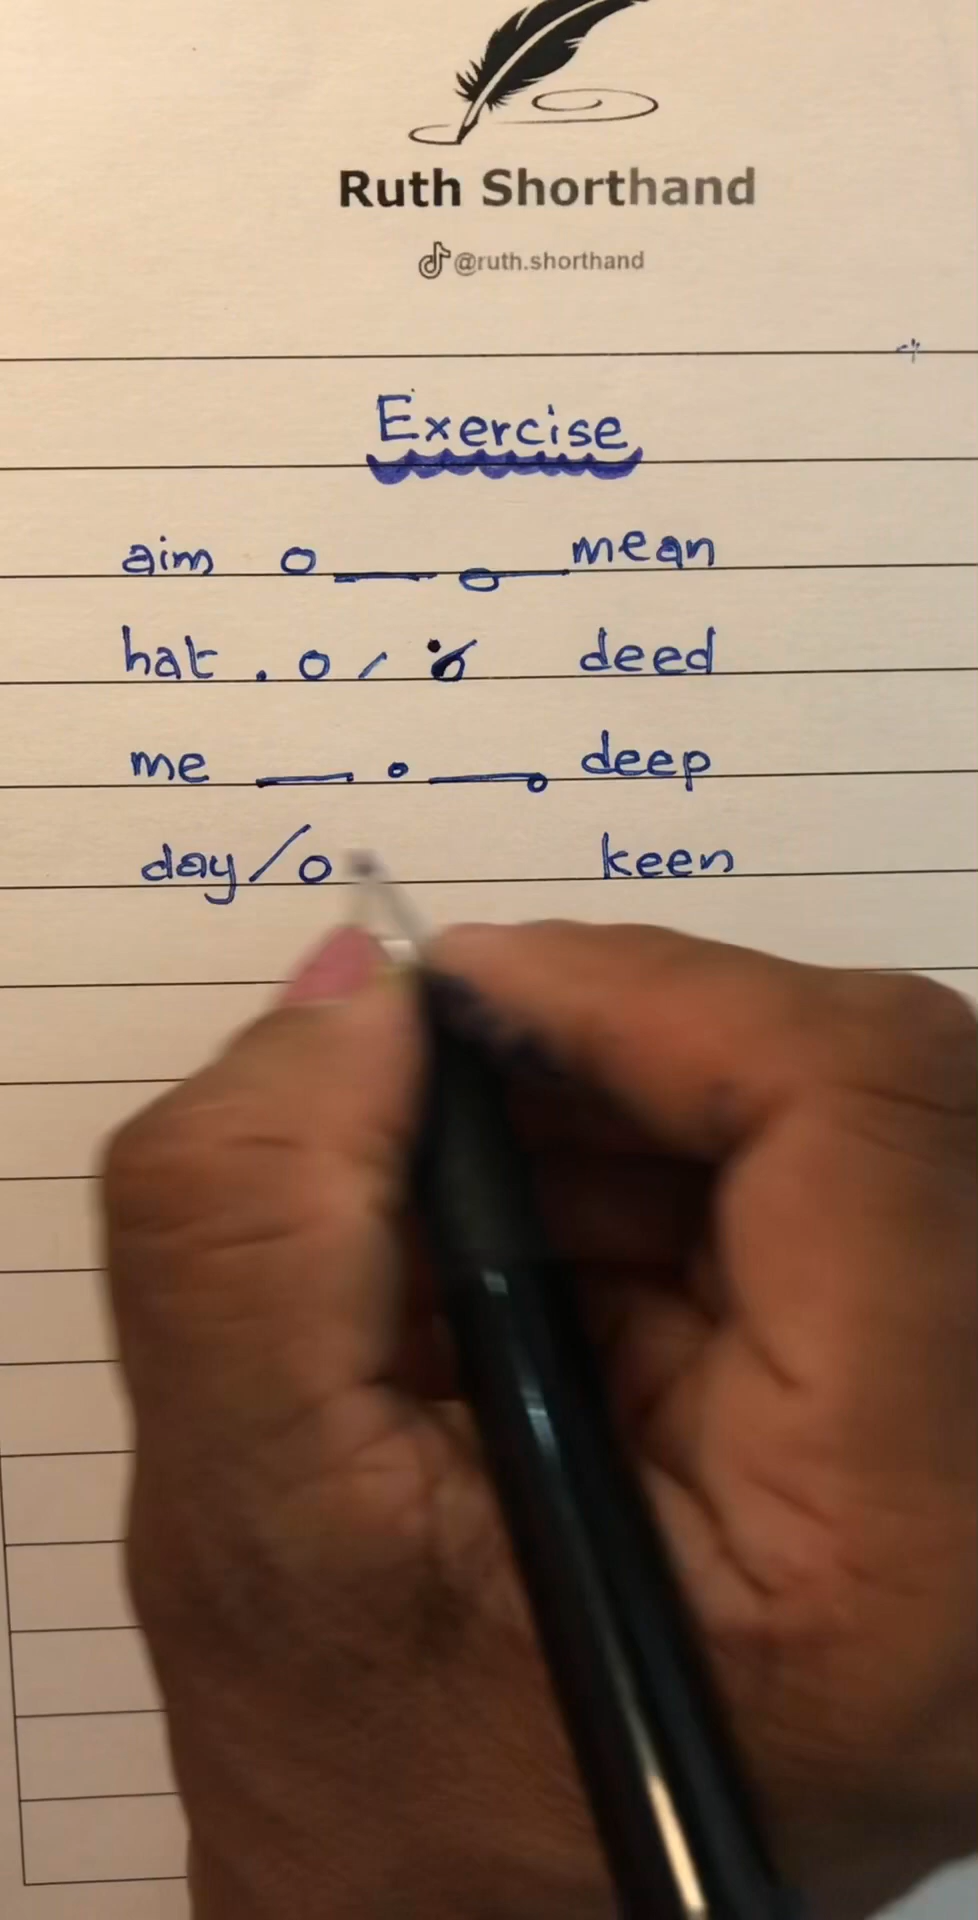 Ruth Shorthand
@ruth.shorthand
Exercise
aim mean
hat deed
me deep
day keen